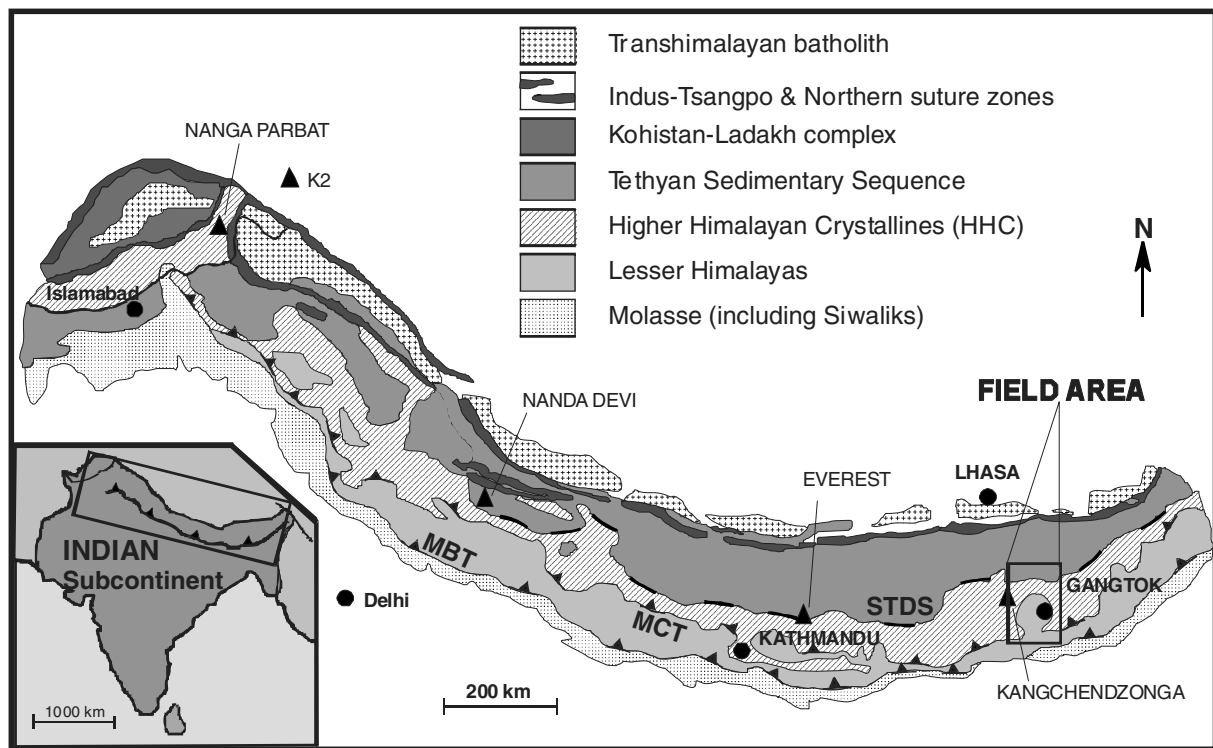 Transhimalayan batholith
Indus-Tsangpo & Northern suture zones
Kohistan-Ladakh complex
Tethyan Sedimentary Sequence
Higher Himalayan Crystallines (HHC)
Lesser Himalayas
Molasse (including Siwaliks)
NANGA PARBAT
K2
N
Islamabad
NANDA DEVI
FIELD AREA
EVEREST
LHASA
INDIAN
Subcontinent
MBT
Delhi
STDS
GANGTOK
MCT
KATHMANDU
200 km
KANGCHENDZONGA
1000 km